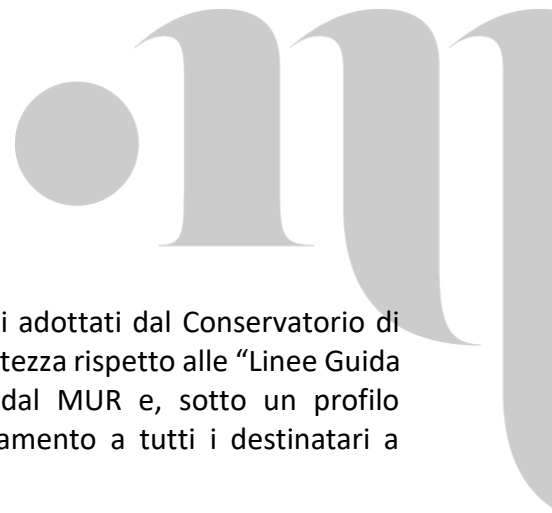 i adottati dal Conservatorio di
tezza rispetto alle “Linee Guida
dal MUR e, sotto un profilo
amento a tutti i destinatari a